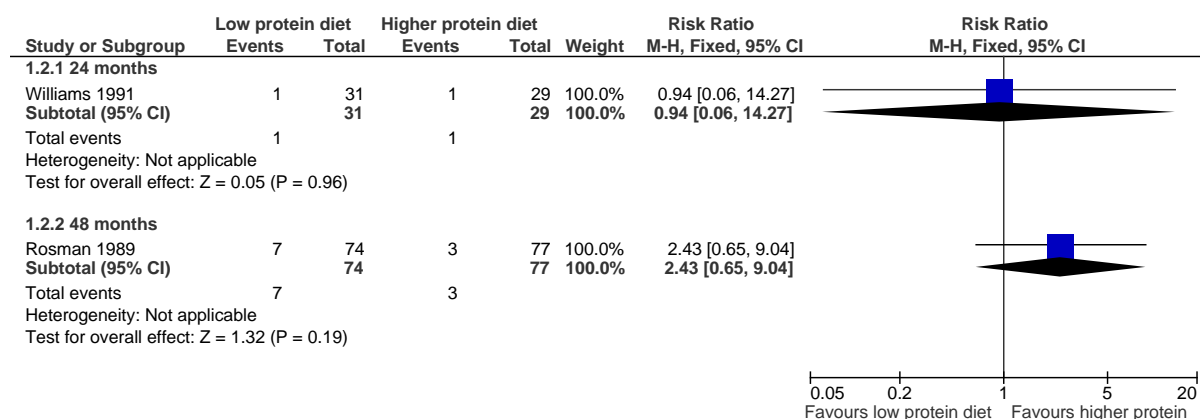 Low protein diet Higher protein diet Risk Ratio Risk Ratio
Study or Subgroup Events Total Events Total Weight M-H, Fixed, 95% CI M-H, Fixed, 95% CI
1.2.1 24 months
Williams 1991 1 31 1 29 100.0% 0.94 [0.06, 14.27]
Subtotal (95% CI) 31 29 100.0% 0.94 [0.06, 14.27]
Total events 1 1
Heterogeneity: Not applicable
Test for overall effect: Z = 0.05 (P = 0.96)
1.2.2 48 months
Rosman 1989 7 74 3 77 100.0% 2.43 [0.65, 9.04]
Subtotal (95% CI) 74 77 100.0% 2.43 [0.65, 9.04]
Total events 7 3
Heterogeneity: Not applicable
Test for overall effect: Z = 1.32 (P = 0.19)
0.05 0.2 1 5 20
Favours low protein diet Favours higher protein